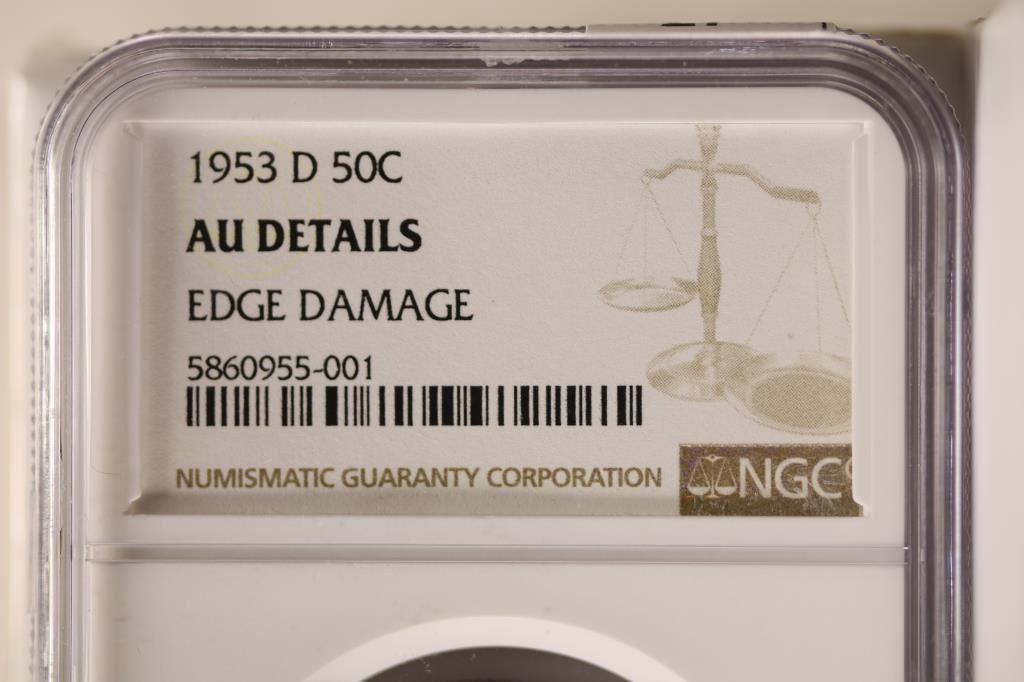 1953 D 50C
AU DETAILS
EDGE DAMAGE
5860955-001
NUMISMATIC GUARANTY CORPORATION
NGC